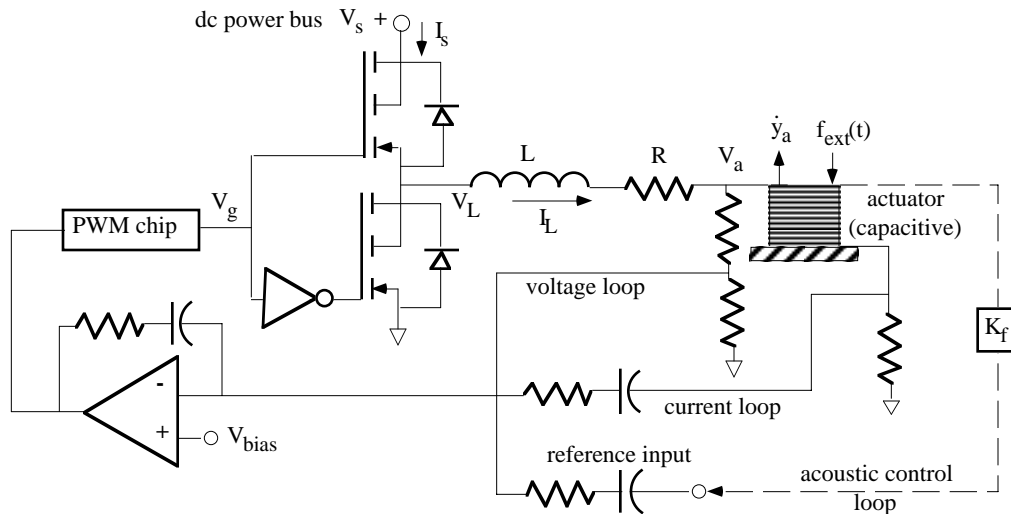 dc power bus
V_s +
I_s
ẏ_a
f_ext(t)
L
R
V_a
V_g
V_L
I_L
PWM chip
actuator
(capacitive)
voltage loop
K_f
-
+
V_bias
current loop
reference input
acoustic control
loop